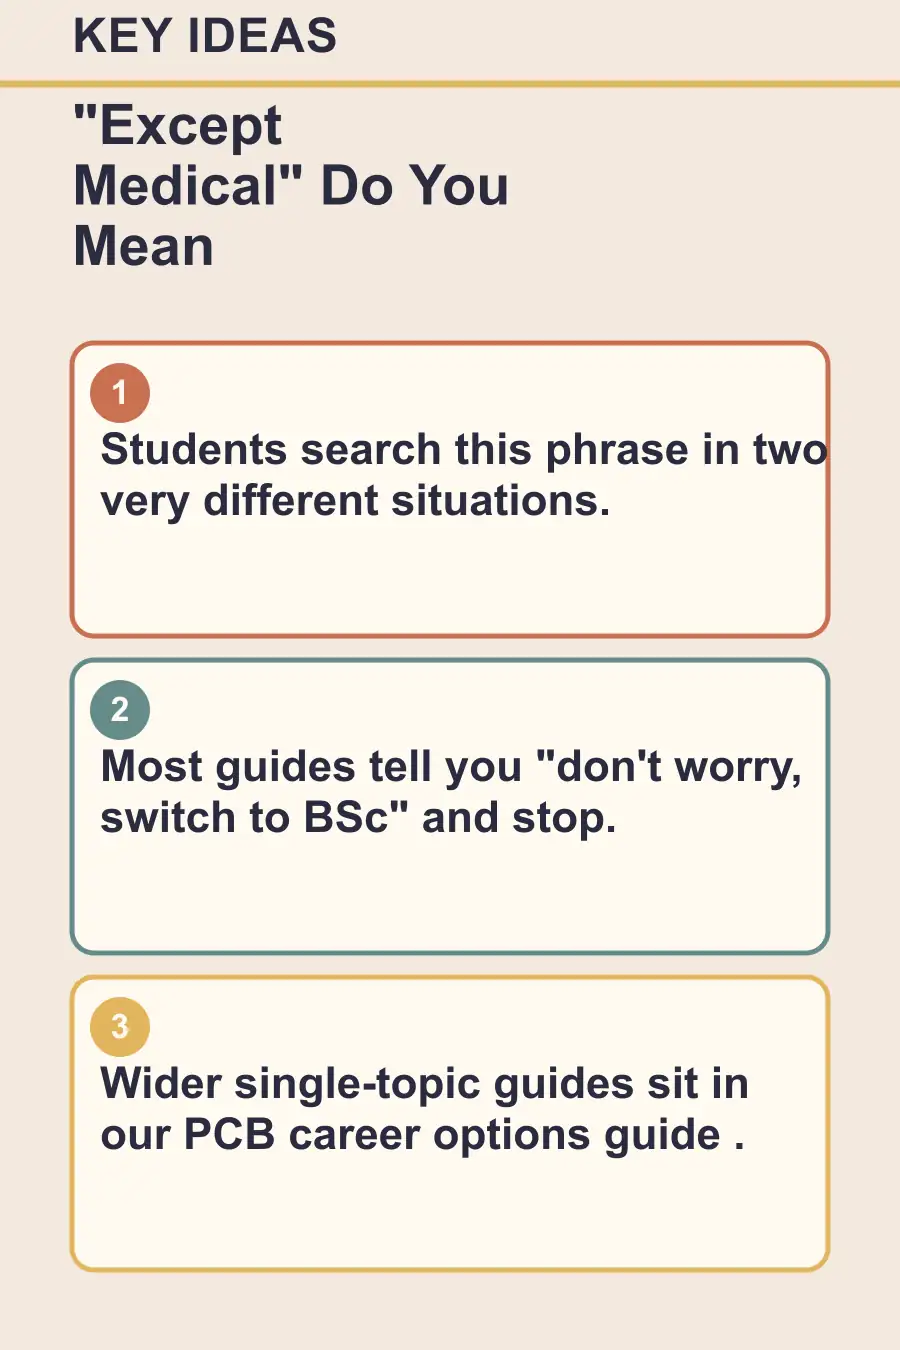 KEY IDEAS
"Except
Medical" Do You
Mean
1
Students search this phrase in two
very different situations.
2
Most guides tell you "don't worry,
switch to BSc" and stop.
3
Wider single-topic guides sit in
our PCB career options guide .